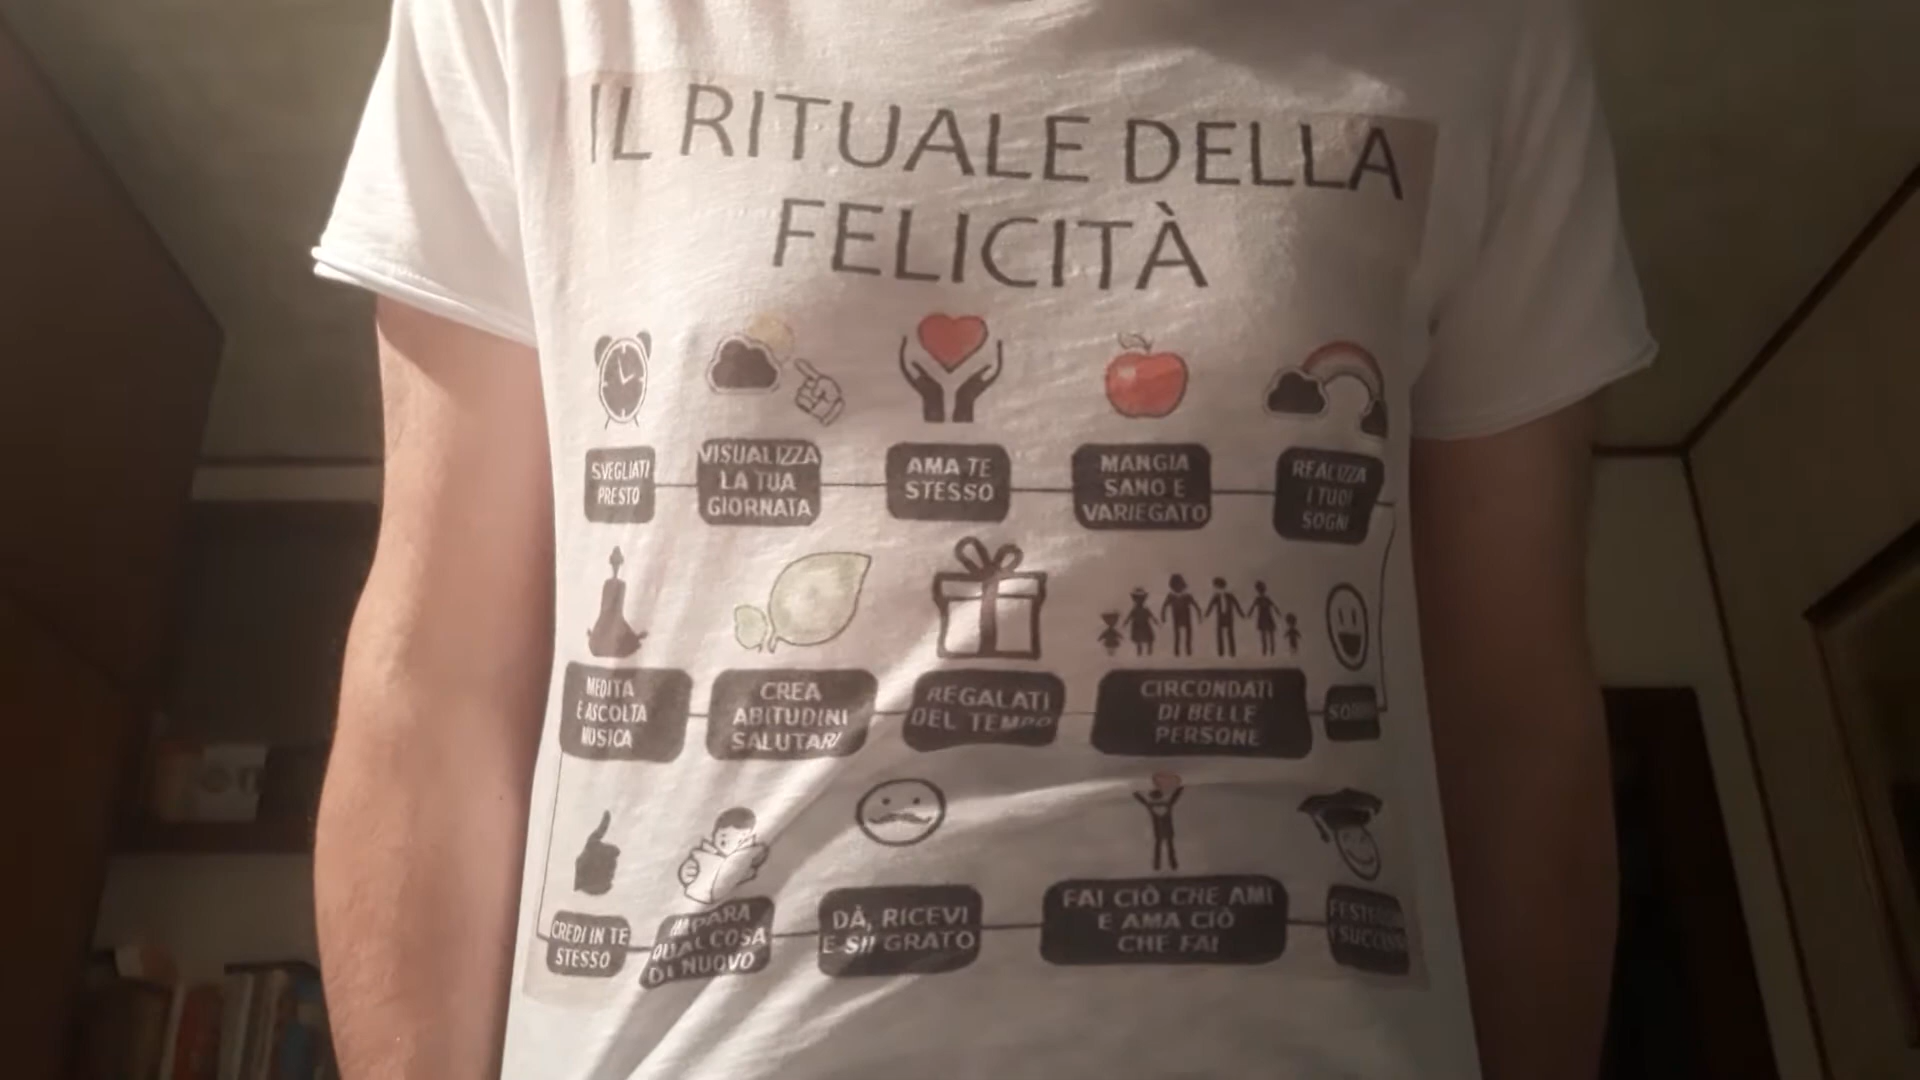 IL RITUALE DELLA
FELICITÀ
SVEGLIATI
PRESTO
VISUALIZZA
LA TUA
GIORNATA
AMA TE
STESSO
MANGIA
SANO E
VARIEGATO
REALIZZA
I TUOI
SOGNI
MEDITA
E ASCOLTA
MUSICA
CREA
ABITUDINI
SALUTARI
REGALATI
DEL TEMPO
CIRCONDATI
DI BELLE
PERSONE
CREDI IN TE
STESSO
IMPARA
QUALCOSA
DI NUOVO
DÀ, RICEVI
E SII GRATO
FAI CIÒ CHE AMI
E AMA CIÒ
CHE FAI